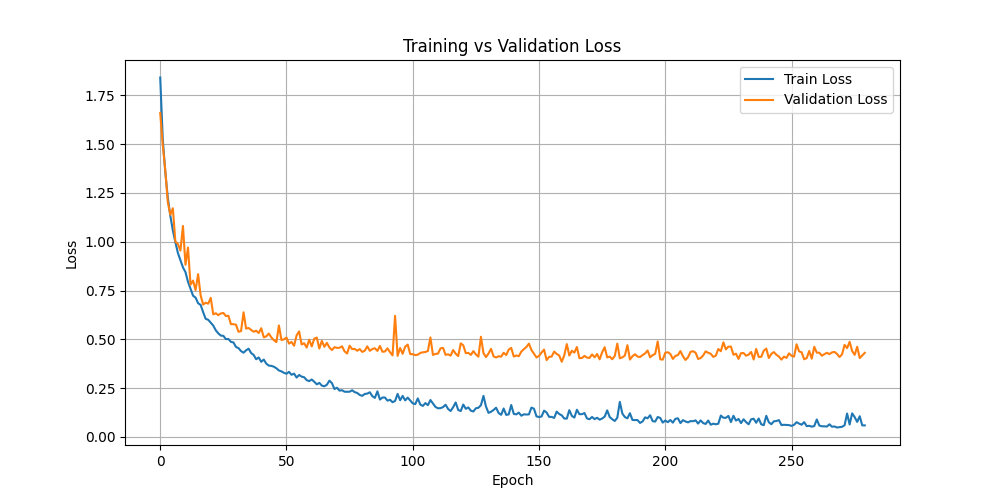 Training vs Validation Loss
Train Loss
Validation Loss
Loss
1.75
1.50
1.25
1.00
0.75
0.50
0.25
0.00
0 50 100 150 200 250
Epoch